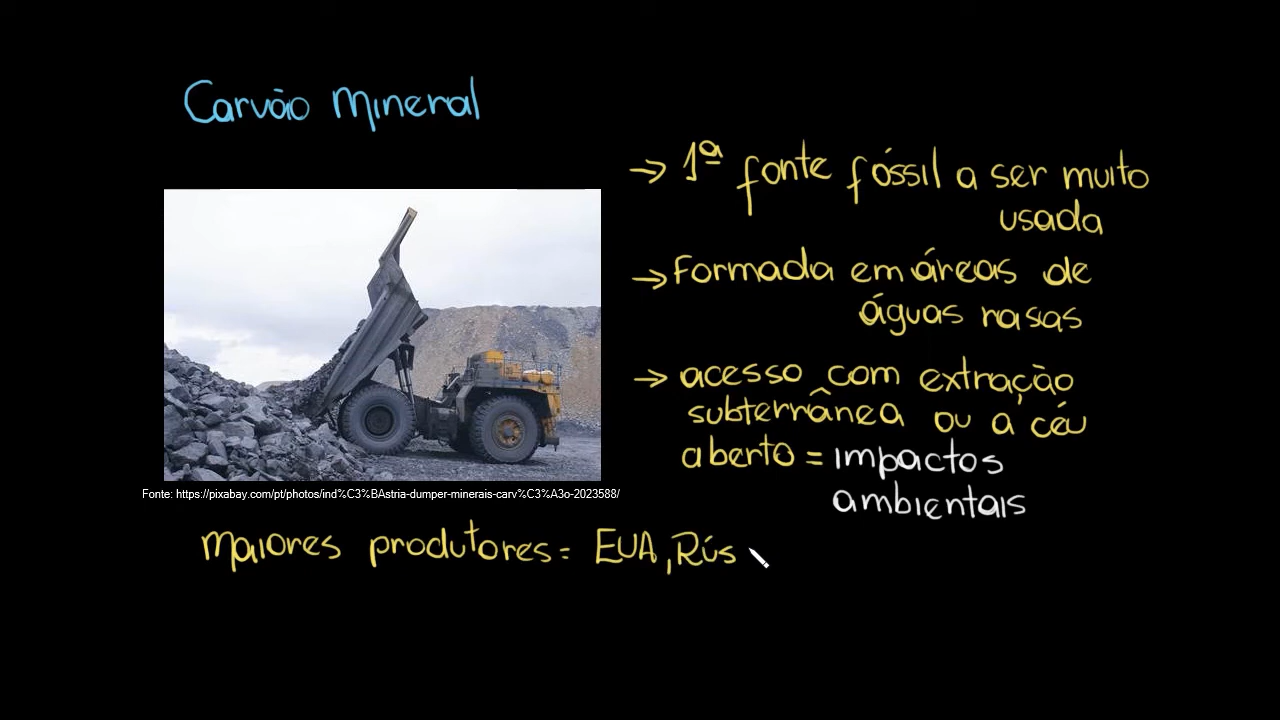 Carvão Mineral
→ 1ª fonte fóssil a ser muito
usada
→ Formada em áreas de
águas rasas
→ acesso com extração
subterrânea ou a céu
aberto = impactos
ambientais
Fonte: https://pixabay.com/pt/photos/ind%C3%BAstria-dumper-minerais-carv%C3%A3o-2023588/
Maiores produtores = EUA, Rús